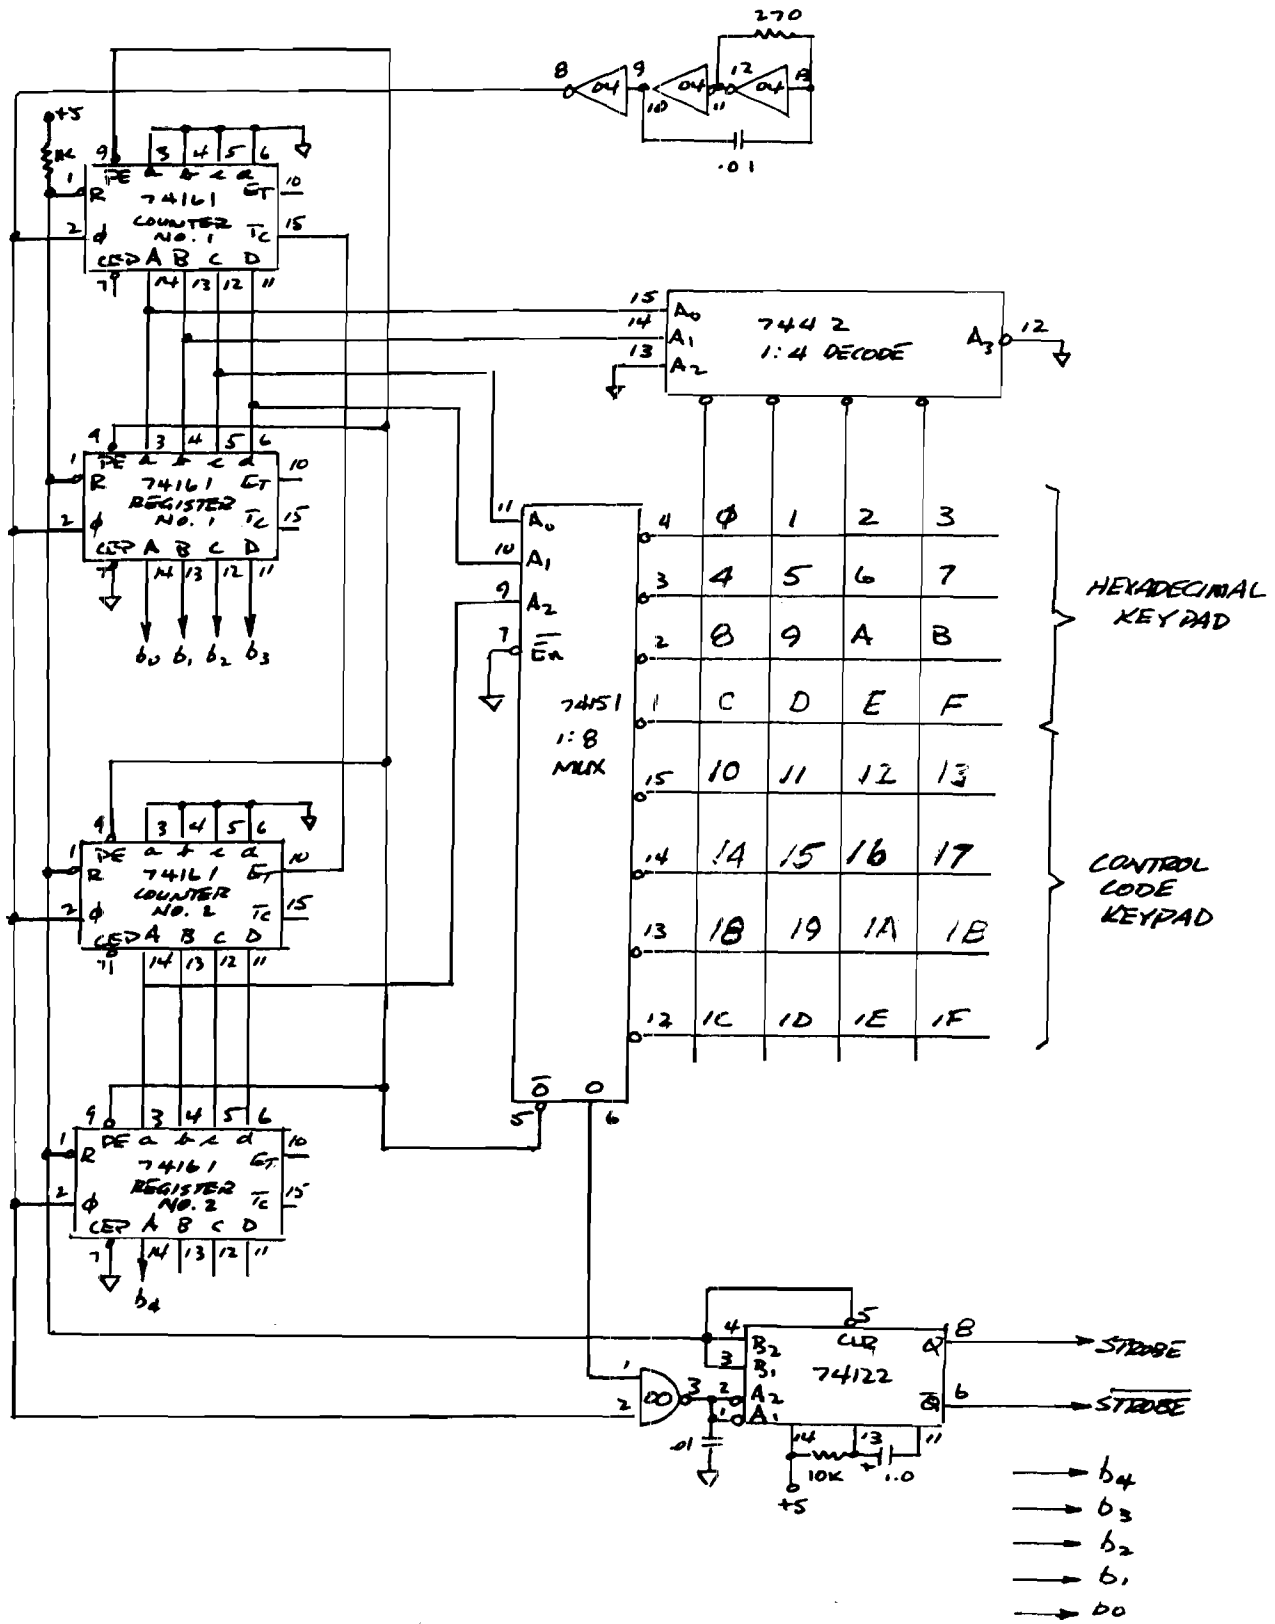 270
8 04 9 10 04 11 12 04 13
.01
+5
1K
9 3 4 5 6
1 PE a b c d 10
R 74161 ET
2 COUNTER 15
φ NO. 1 TC
CEP A B C D
7 14 13 12 11
15 A0 7442
14 A1 1:4 DECODE A3 12
13 A2
9 3 4 5 6
1 PE a b c d 10
R 74161 ET
2 REGISTER 15
φ NO. 1 TC
CEP A B C D
7 14 13 12 11
b0 b1 b2 b3
11 A0
10 A1
9 A2
7 En
74151
1:8
MUX
4 φ 1 2 3
3 4 5 6 7
2 8 9 A B
1 C D E F
15 10 11 12 13
14 14 15 16 17
13 18 19 1A 1B
12 1C 1D 1E 1F
HEXADECIMAL
KEYPAD
CONTROL
CODE
KEYPAD
9 3 4 5 6
1 PE a b c d 10
R 74161 ET
2 COUNTER 15
φ NO. 2 TC
CEP A B C D
7 14 13 12 11
O̅ O
5 6
9 3 4 5 6
1 PE a b c d 10
R 74161 ET
2 REGISTER 15
φ NO. 2 TC
CEP A B C D
7 14 13 12 11
b4
1 00 3
2
.01
5
4 B2 CLR Q 8
3 B1 74122
2 A2 Q̅ 6
1 A1
14 13 11
10K + 1.0
+5
STROBE
S̅T̅R̅O̅B̅E̅
b4
b3
b2
b1
b0